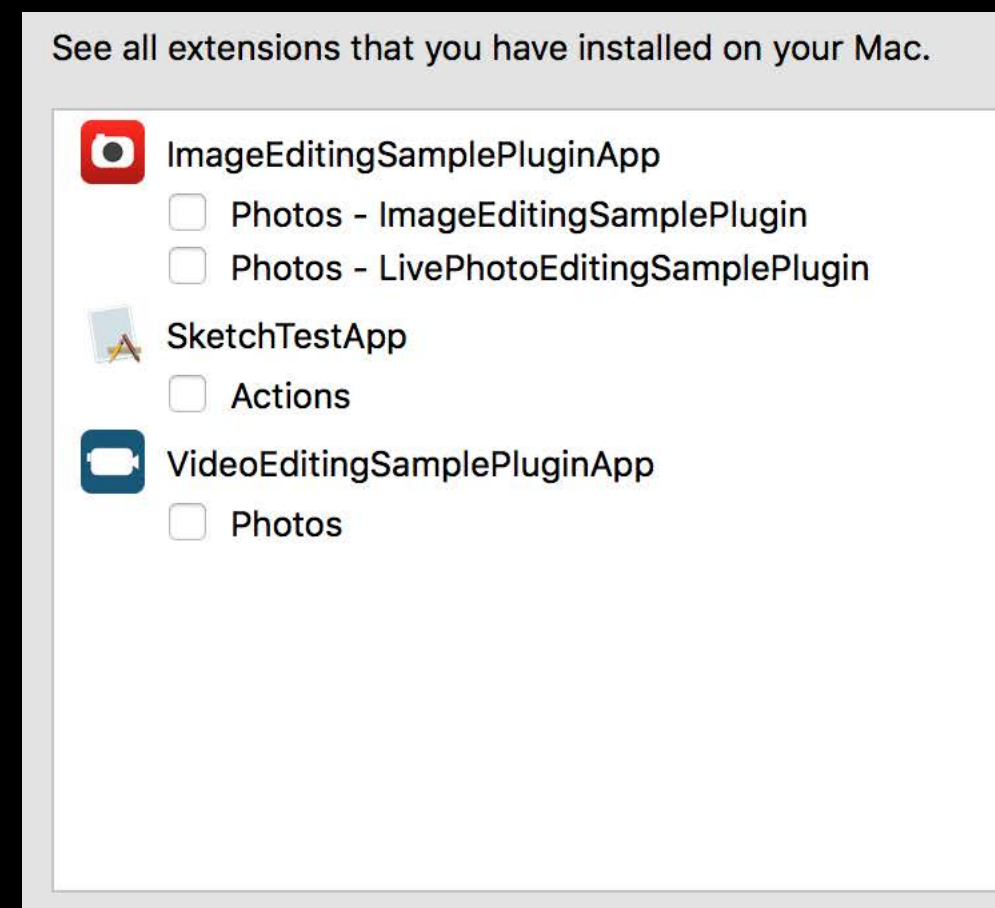 See all extensions that you have installed on your Mac.
ImageEditingSamplePluginApp
Photos - ImageEditingSamplePlugin
Photos - LivePhotoEditingSamplePlugin
SketchTestApp
Actions
VideoEditingSamplePluginApp
Photos